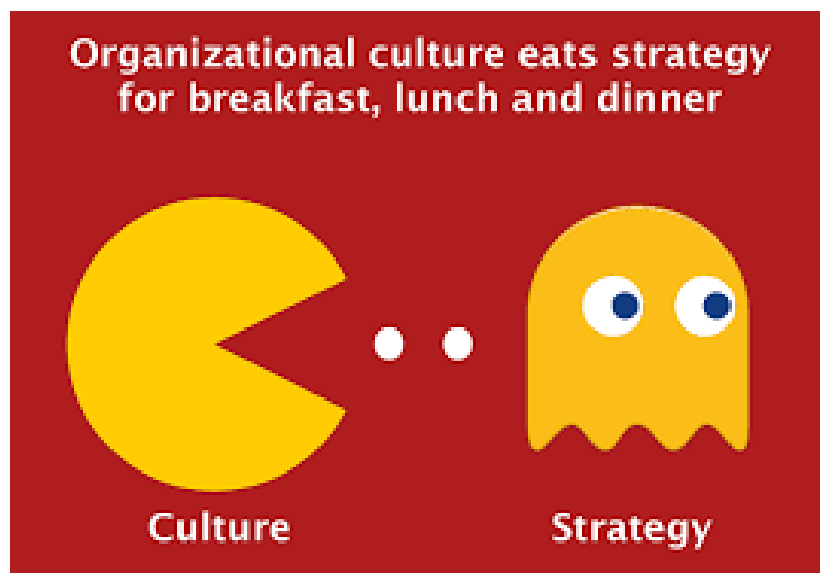 Organizational culture eats strategy
for breakfast, lunch and dinner
Culture
Strategy